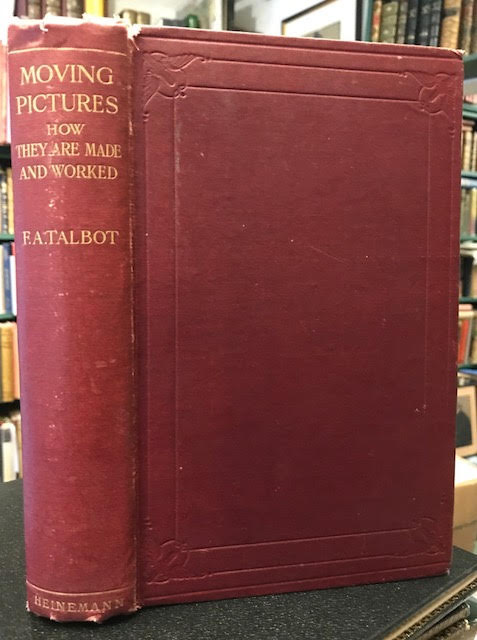 MOVING
PICTURES
HOW
THEY ARE MADE
AND WORKED
F.A.TALBOT
HEINEMANN